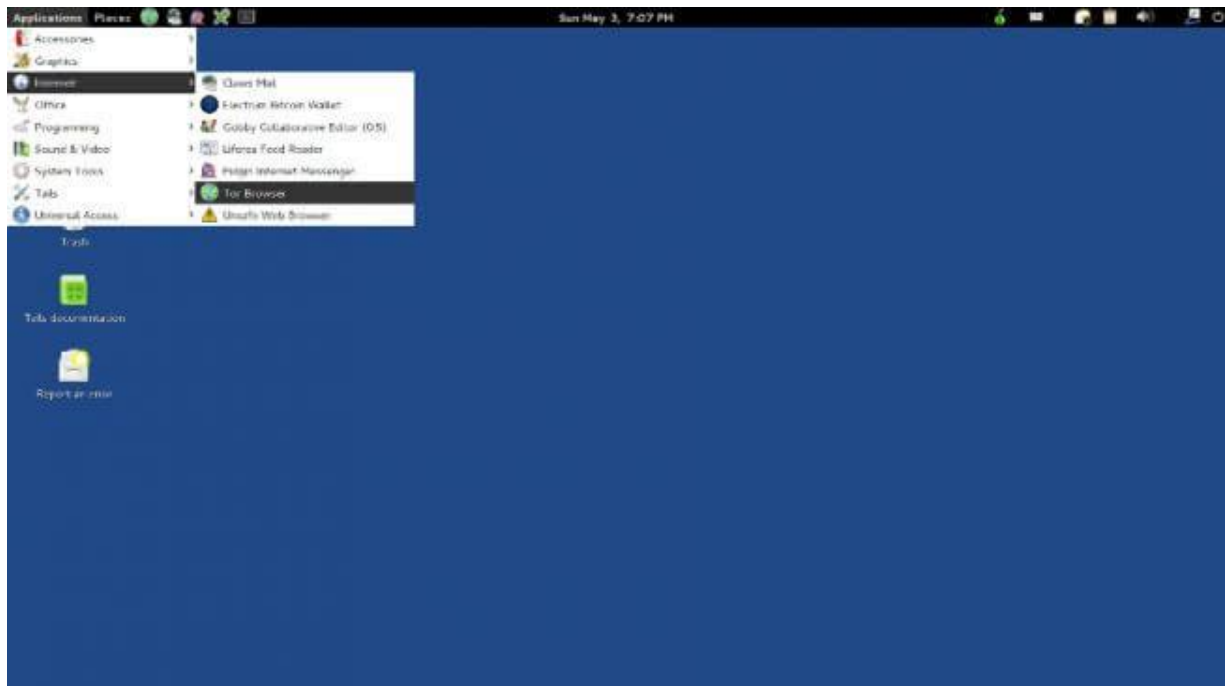 Applications Places Sun May 3, 7:07 PM
Accessories
Graphics
Internet
Office
Programming
Sound & Video
System Tools
Tails
Universal Access
Claws Mail
Electrum Bitcoin Wallet
Gobby Collaborative Editor (0.5)
Liferea Feed Reader
Pidgin Internet Messenger
Tor Browser
Unsafe Web Browser
Trash
Tails documentation
Report an error